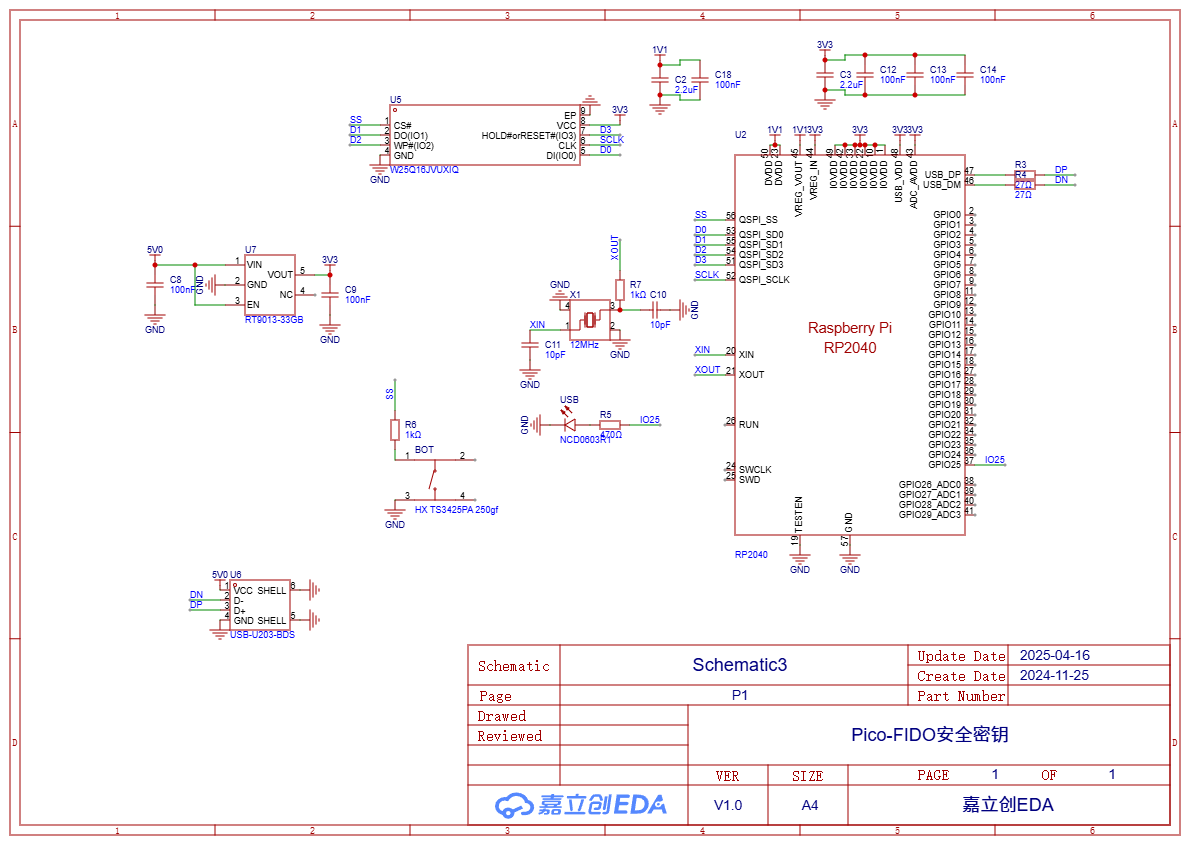 1 2 3 4 5 6
A
B
C
D
U5
SS
D1
D2
1 CS#
2 DO(IO1)
3 WP#(IO2)
4 GND
EP 9
VCC 8
HOLD#orRESET#(IO3) 7
CLK 6
DI(IO0) 5
3V3
D3
SCLK
D0
GND
W25Q16JVUXIQ
1V1
C2
2.2uF
C18
100nF
3V3
C3
2.2uF
C12
100nF
C13
100nF
C14
100nF
5V0
C8
100nF
GND
GND
U7
1 VIN
2 GND
3 EN
VOUT 5
NC 4
RT9013-33GB
3V3
C9
100nF
GND
XOUT
R7
1kΩ
C10
10pF
GND
GND
X1
4
3
1
2
12MHz
XIN
C11
10pF
GND
GND
USB
GND
NCD0603R1
R5
470Ω
IO25
SS
R6
1kΩ
BOT
1 2
3 4
HX TS3425PA 250gf
GND
5V0 U6
DN
DP
1 VCC
2 D-
3 D+
4 GND
SHELL 6
SHELL 5
USB-U203-BDS
U2
1V1 1V1 3V3 3V3 3V3 3V3
50 DVDD
23 DVDD
45 VREG_VOUT
44 VREG_IN
49 IOVDD
42 IOVDD
33 IOVDD
22 IOVDD
10 IOVDD
1 IOVDD
48 USB_VDD
43 ADC_AVDD
USB_DP 47
USB_DM 46
R3
R4
27Ω
27Ω
DP
DN
SS 56 QSPI_SS
D0 53 QSPI_SD0
D1 55 QSPI_SD1
D2 54 QSPI_SD2
D3 51 QSPI_SD3
SCLK 52 QSPI_SCLK
XIN 20 XIN
XOUT 21 XOUT
26 RUN
24 SWCLK
25 SWD
19 TESTEN
57 GND
GND
GND
Raspberry Pi
RP2040
RP2040
GPIO0 2
GPIO1 3
GPIO2 4
GPIO3 5
GPIO4 6
GPIO5 7
GPIO6 8
GPIO7 9
GPIO8 11
GPIO9 12
GPIO10 13
GPIO11 14
GPIO12 15
GPIO13 16
GPIO14 17
GPIO15 18
GPIO16 27
GPIO17 28
GPIO18 29
GPIO19 30
GPIO20 31
GPIO21 32
GPIO22 34
GPIO23 35
GPIO24 36
GPIO25 37 IO25
GPIO26_ADC0 38
GPIO27_ADC1 39
GPIO28_ADC2 40
GPIO29_ADC3 41
Schematic Schematic3
Update Date 2025-04-16
Create Date 2024-11-25
Page P1
Part Number
Drawed
Reviewed
Pico-FIDO安全密钥
VER SIZE PAGE 1 OF 1
嘉立创EDA V1.0 A4 嘉立创EDA
A
B
C
D
1 2 3 4 5 6